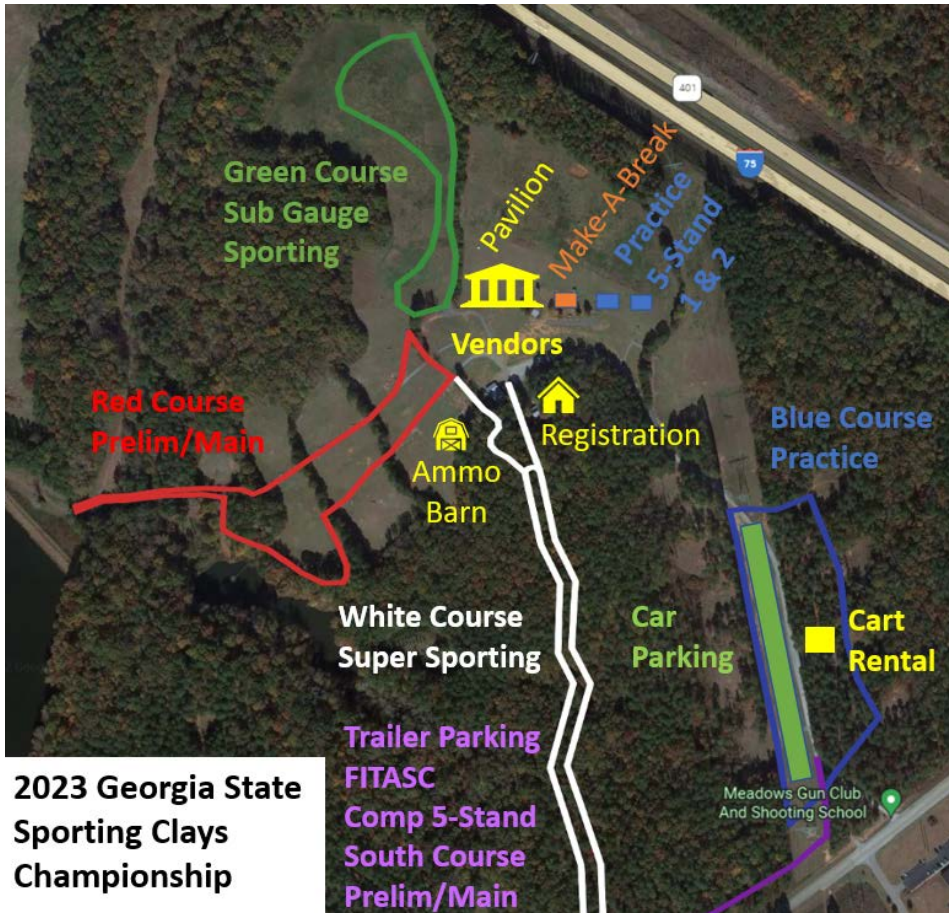 401
75
Green Course
Sub Gauge
Sporting
Pavilion
Make-A-Break
Practice
5-Stand
1 & 2
Vendors
Red Course
Prelim/Main
Registration
Ammo
Barn
Blue Course
Practice
White Course
Super Sporting
Car
Parking
Cart
Rental
Trailer Parking
FITASC
Comp 5-Stand
South Course
Prelim/Main
Meadows Gun Club
And Shooting School
2023 Georgia State
Sporting Clays
Championship